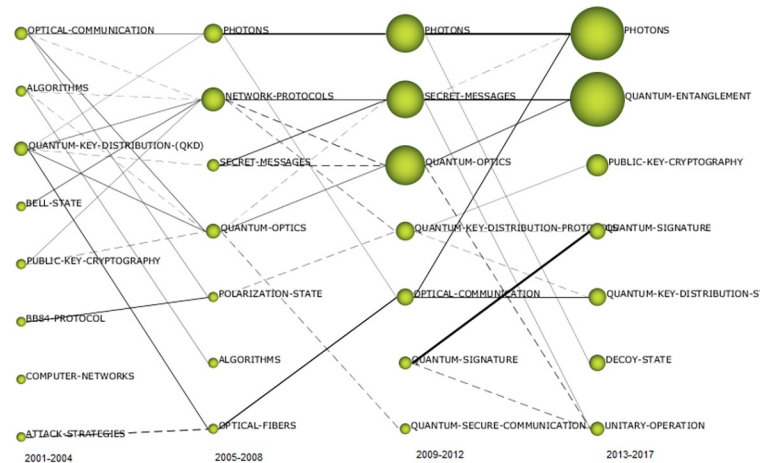 OPTICAL-COMMUNICATION
ALGORITHMS
QUANTUM-KEY-DISTRIBUTION-(QKD)
BELL-STATE
PUBLIC-KEY-CRYPTOGRAPHY
BB84-PROTOCOL
COMPUTER-NETWORKS
ATTACK-STRATEGIES
2001-2004
PHOTONS
NETWORK-PROTOCOLS
SECRET-MESSAGES
QUANTUM-OPTICS
POLARIZATION-STATE
ALGORITHMS
OPTICAL-FIBERS
2005-2008
PHOTONS
SECRET-MESSAGES
QUANTUM-OPTICS
QUANTUM-KEY-DISTRIBUTION-PROTOCOLS
OPTICAL-COMMUNICATION
QUANTUM-SIGNATURE
QUANTUM-SECURE-COMMUNICATION
2009-2012
PHOTONS
QUANTUM-ENTANGLEMENT
PUBLIC-KEY-CRYPTOGRAPHY
QUANTUM-SIGNATURE
QUANTUM-KEY-DISTRIBUTION-S
DECOY-STATE
UNITARY-OPERATION
2013-2017